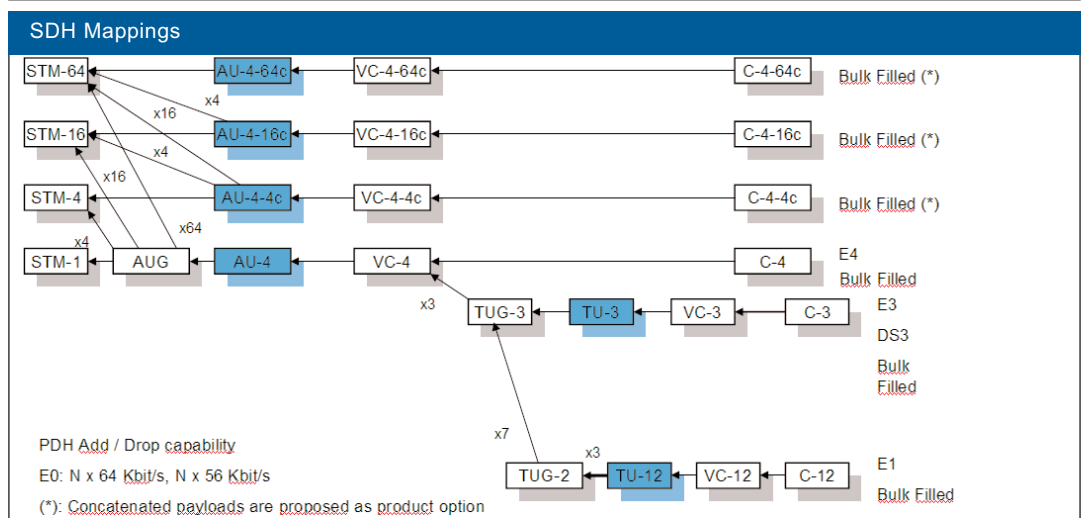 SDH Mappings
STM-64 AU-4-64c VC-4-64c C-4-64c Bulk Filled (*)
x4
x16
STM-16 AU-4-16c VC-4-16c C-4-16c Bulk Filled (*)
x4
x16
STM-4 AU-4-4c VC-4-4c C-4-4c Bulk Filled (*)
x64
x4
STM-1 AUG AU-4 VC-4 C-4 E4
Bulk Filled
x3
TUG-3 TU-3 VC-3 C-3 E3
DS3
Bulk
Filled
x7
x3
TUG-2 TU-12 VC-12 C-12 E1
Bulk Filled
PDH Add / Drop capability
E0: N x 64 Kbit/s, N x 56 Kbit/s
(*): Concatenated payloads are proposed as product option